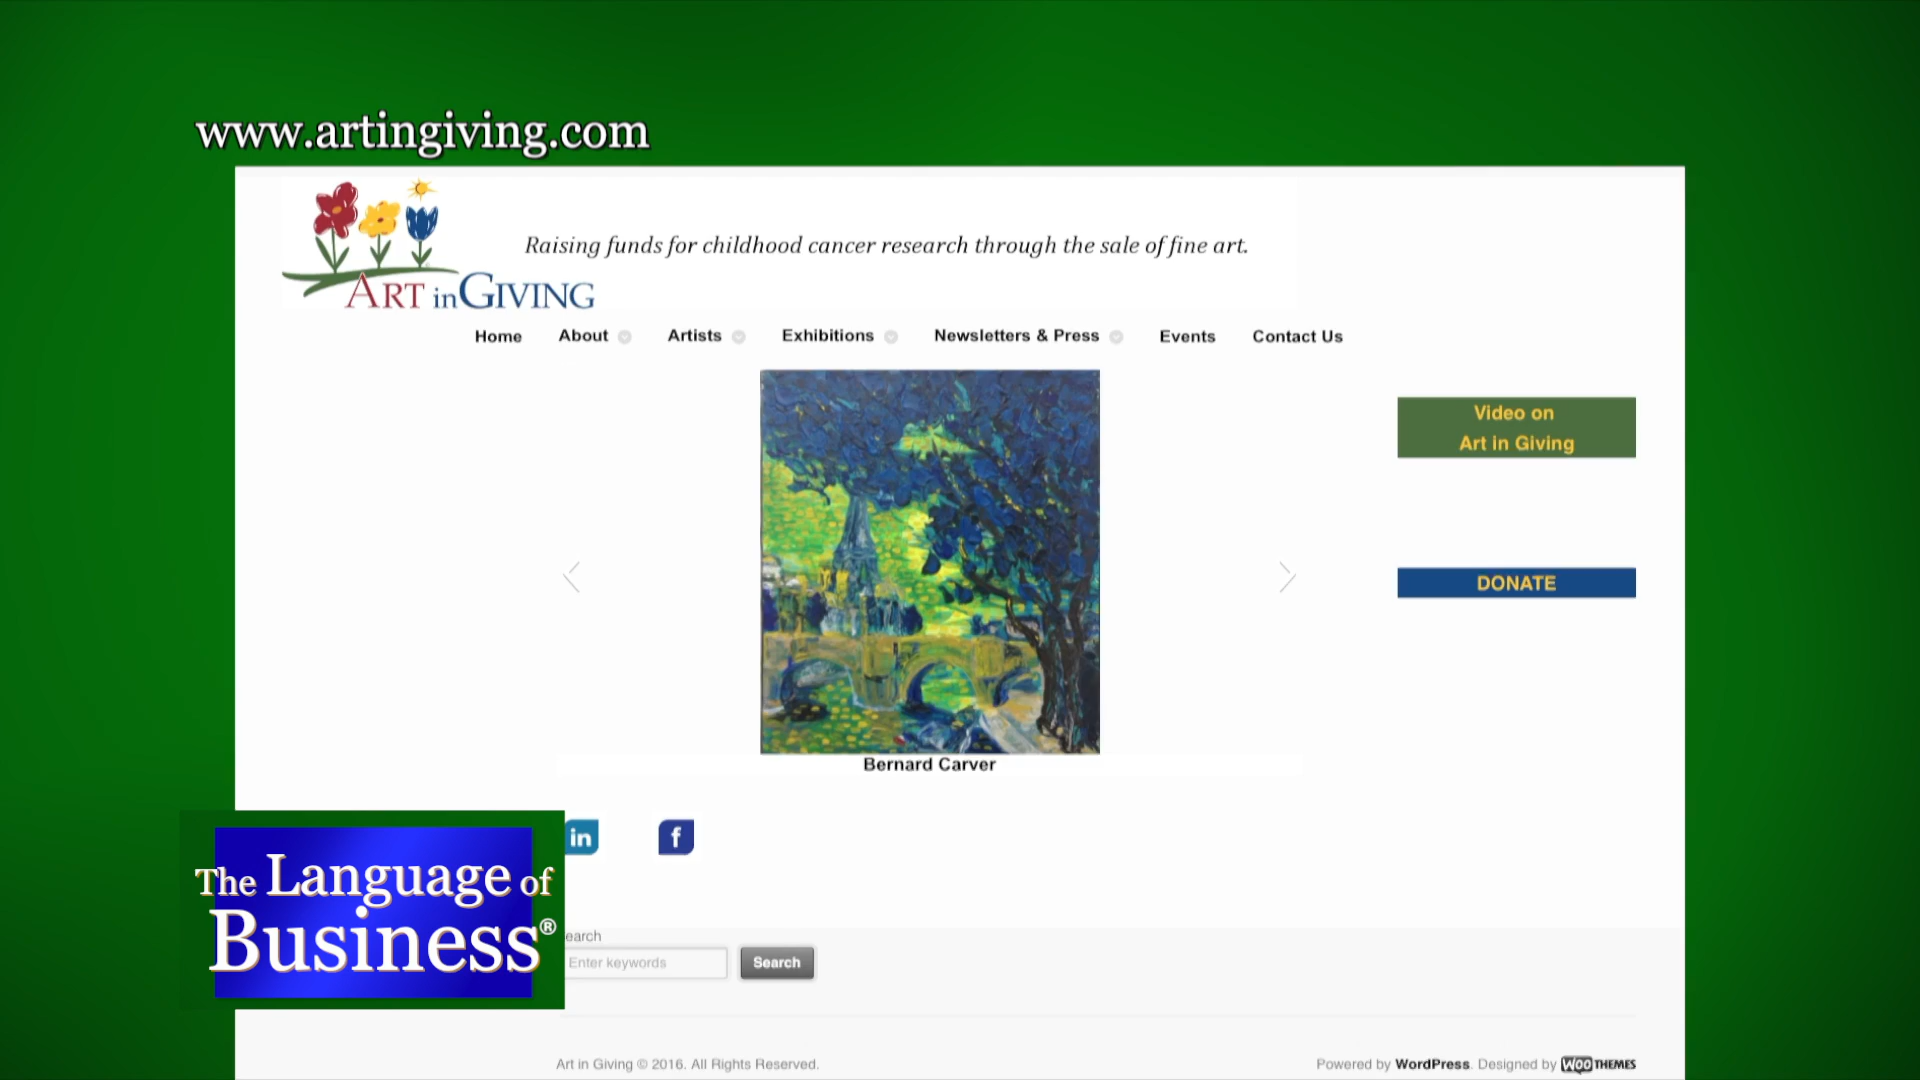 www.artingiving.com
Raising funds for childhood cancer research through the sale of fine art.
ART in GIVING
Home About Artists Exhibitions Newsletters & Press Events Contact Us
Video on
Art in Giving
DONATE
Bernard Carver
in f
The Language of
Business®
earch
Enter keywords Search
Art in Giving © 2016. All Rights Reserved.
Powered by WordPress. Designed by WOOTHEMES